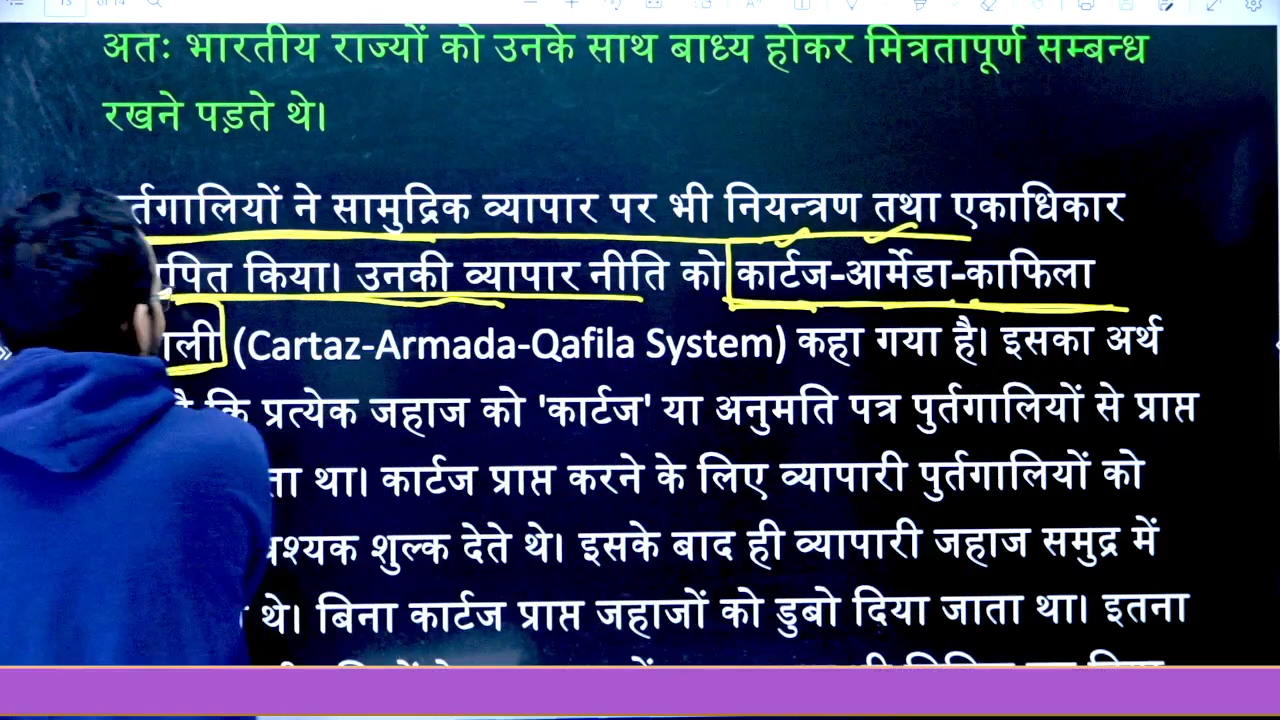 अतः भारतीय राज्यों को उनके साथ बाध्य होकर मित्रतापूर्ण सम्बन्ध
रखने पड़ते थे।
र्तगालियों ने सामुद्रिक व्यापार पर भी नियन्त्रण तथा एकाधिकार
पित किया। उनकी व्यापार नीति को कार्टज-आर्मेडा-काफिला
ली (Cartaz-Armada-Qafila System) कहा गया है। इसका अर्थ
है कि प्रत्येक जहाज को 'कार्टज' या अनुमति पत्र पुर्तगालियों से प्राप्त
ता था। कार्टज प्राप्त करने के लिए व्यापारी पुर्तगालियों को
श्यक शुल्क देते थे। इसके बाद ही व्यापारी जहाज समुद्र में
थे। बिना कार्टज प्राप्त जहाजों को डुबो दिया जाता था। इतना